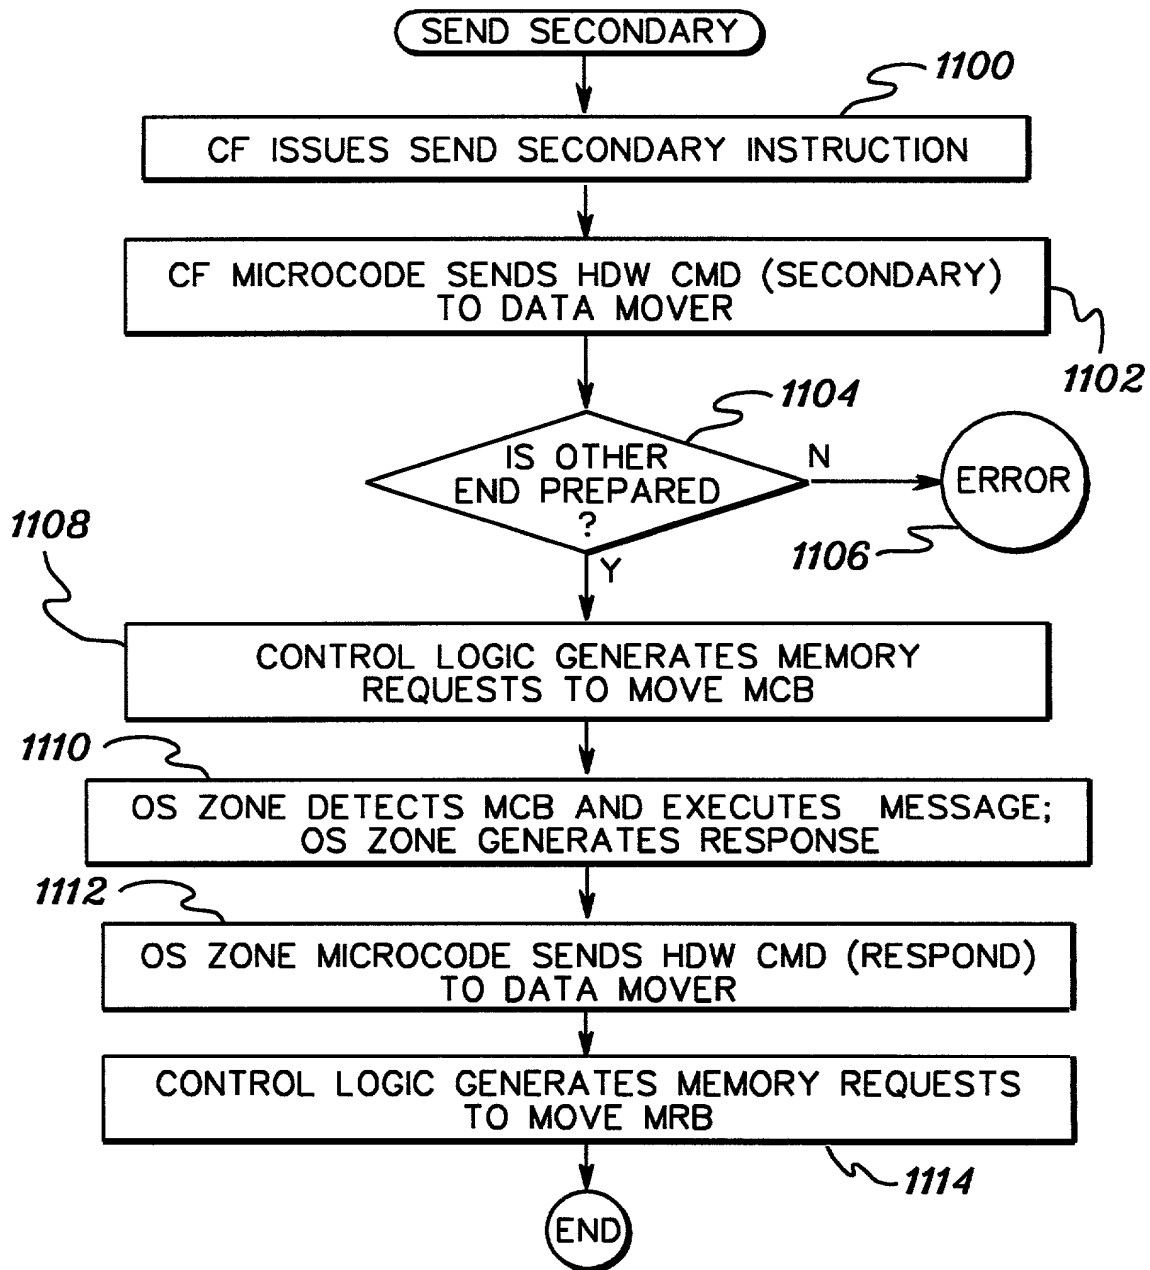 SEND SECONDARY
1100
CF ISSUES SEND SECONDARY INSTRUCTION
CF MICROCODE SENDS HDW CMD (SECONDARY)
TO DATA MOVER
1102
1104
IS OTHER
END PREPARED
?
N
ERROR
1106
Y
1108
CONTROL LOGIC GENERATES MEMORY
REQUESTS TO MOVE MCB
1110
OS ZONE DETECTS MCB AND EXECUTES MESSAGE;
OS ZONE GENERATES RESPONSE
1112
OS ZONE MICROCODE SENDS HDW CMD (RESPOND)
TO DATA MOVER
CONTROL LOGIC GENERATES MEMORY REQUESTS
TO MOVE MRB
1114
END